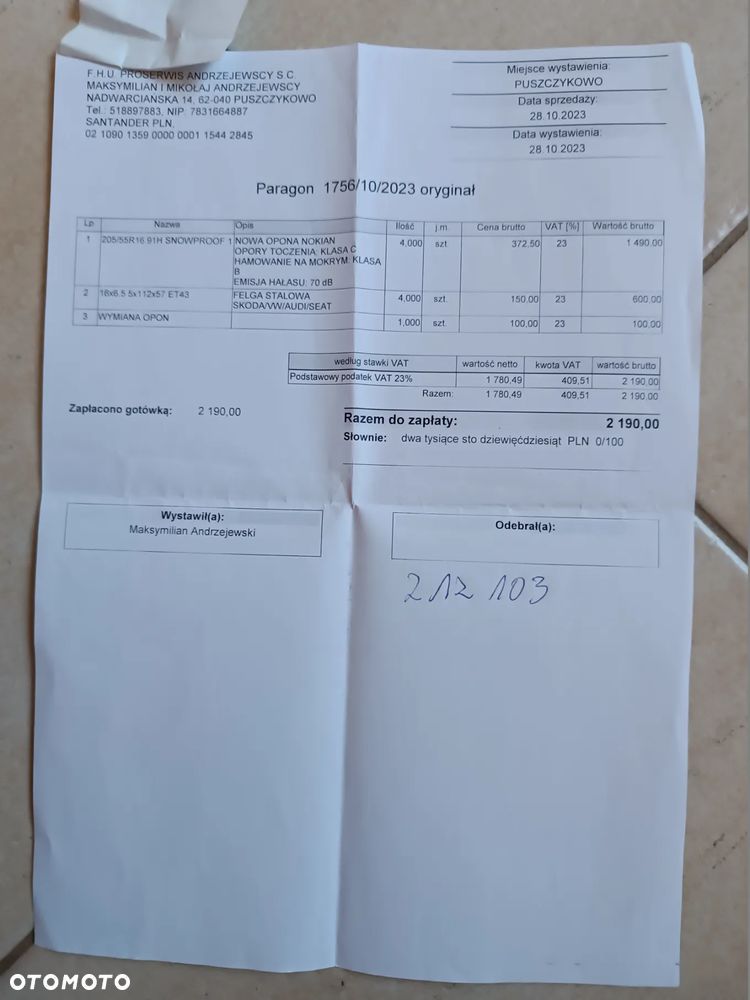 F.H.U. PROSERWIS ANDRZEJEWSCY S C
MAKSYMILIAN I MIKOŁAJ ANDRZEJEWSCY
NADWARCIAŃSKA 14, 62-040 PUSZCZYKOWO
Tel.: 518897883, NIP: 7831664887
SANTANDER PLN,
02 1090 1359 0000 0001 1544 2845
Miejsce wystawienia:
PUSZCZYKOWO
Data sprzedaży:
28.10.2023
Data wystawienia:
28.10.2023
Paragon 1756/10/2023 oryginał
Lp Nazwa Opis Ilość j.m. Cena brutto VAT [%] Wartość brutto
1 205/55R16 91H SNOWPROOF 1 NOWA OPONA NOKIAN 4,000 szt. 372,50 23 1 490,00
OPORY TOCZENIA: KLASA C
HAMOWANIE NA MOKRYM: KLASA
B
EMISJA HAŁASU: 70 dB
2 16x6.5 5x112x57 ET43 FELGA STALOWA 4,000 szt. 150,00 23 600,00
SKODA/VW/AUDI/SEAT
3 WYMIANA OPON 1,000 szt. 100,00 23 100,00
według stawki VAT wartość netto kwota VAT wartość brutto
Podstawowy podatek VAT 23% 1 780,49 409,51 2 190,00
Razem: 1 780,49 409,51 2 190,00
Zapłacono gotówką: 2 190,00
Razem do zapłaty: 2 190,00
Słownie: dwa tysiące sto dziewięćdziesiąt PLN 0/100
Wystawił(a):
Maksymilian Andrzejewski
Odebrał(a):
212 103
OTOMOTO